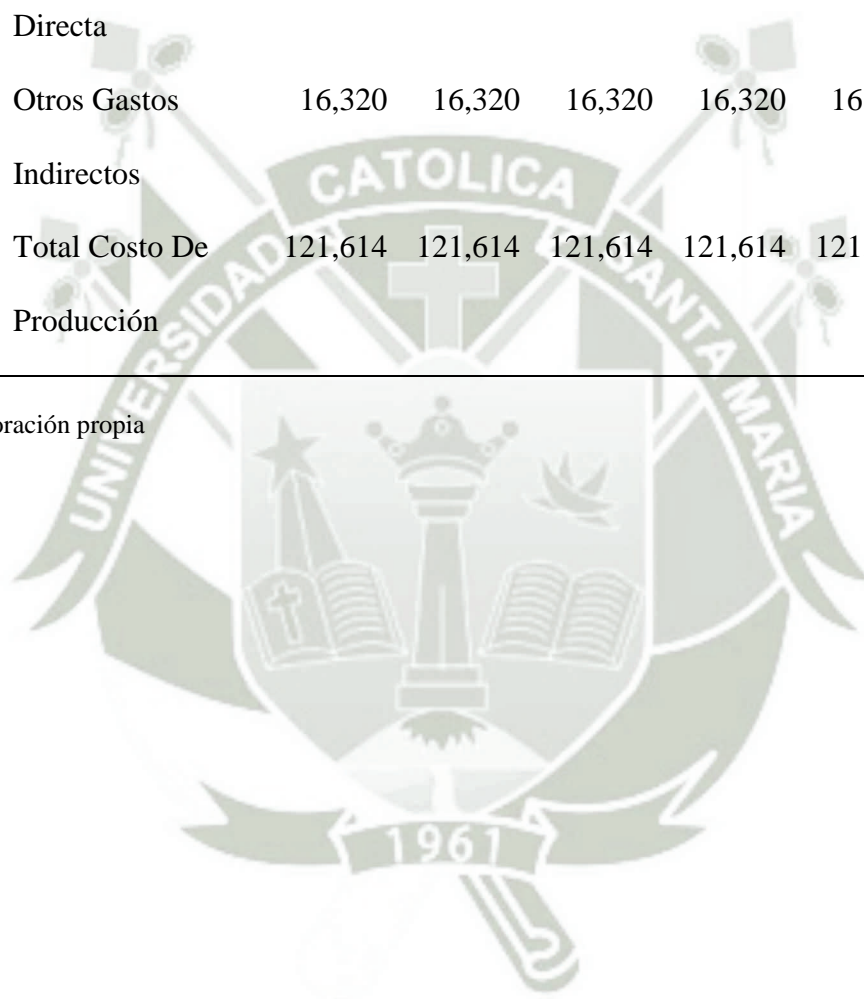 Directa
Otros Gastos 16,320 16,320 16,320 16,320 16
Indirectos
Total Costo De 121,614 121,614 121,614 121,614 121
Producción
oración propia
UNIVERSIDAD CATOLICA SANTA MARIA
1961